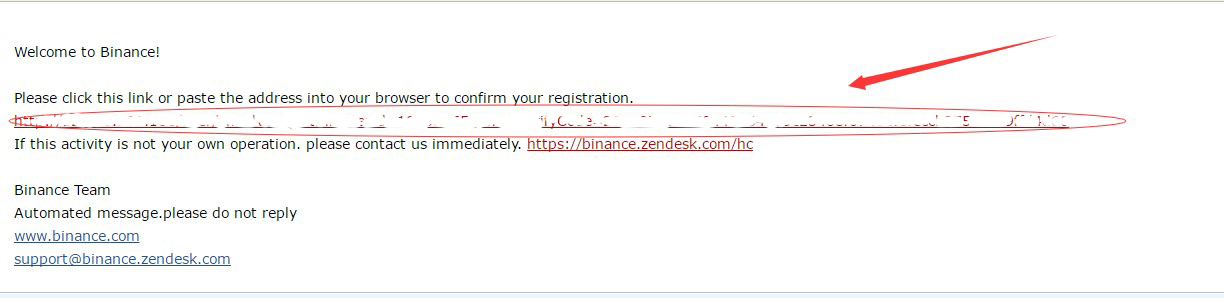 Welcome to Binance!
Please click this link or paste the address into your browser to confirm your registration.
If this activity is not your own operation. please contact us immediately. https://binance.zendesk.com/hc
Binance Team
Automated message.please do not reply
www.binance.com
support@binance.zendesk.com